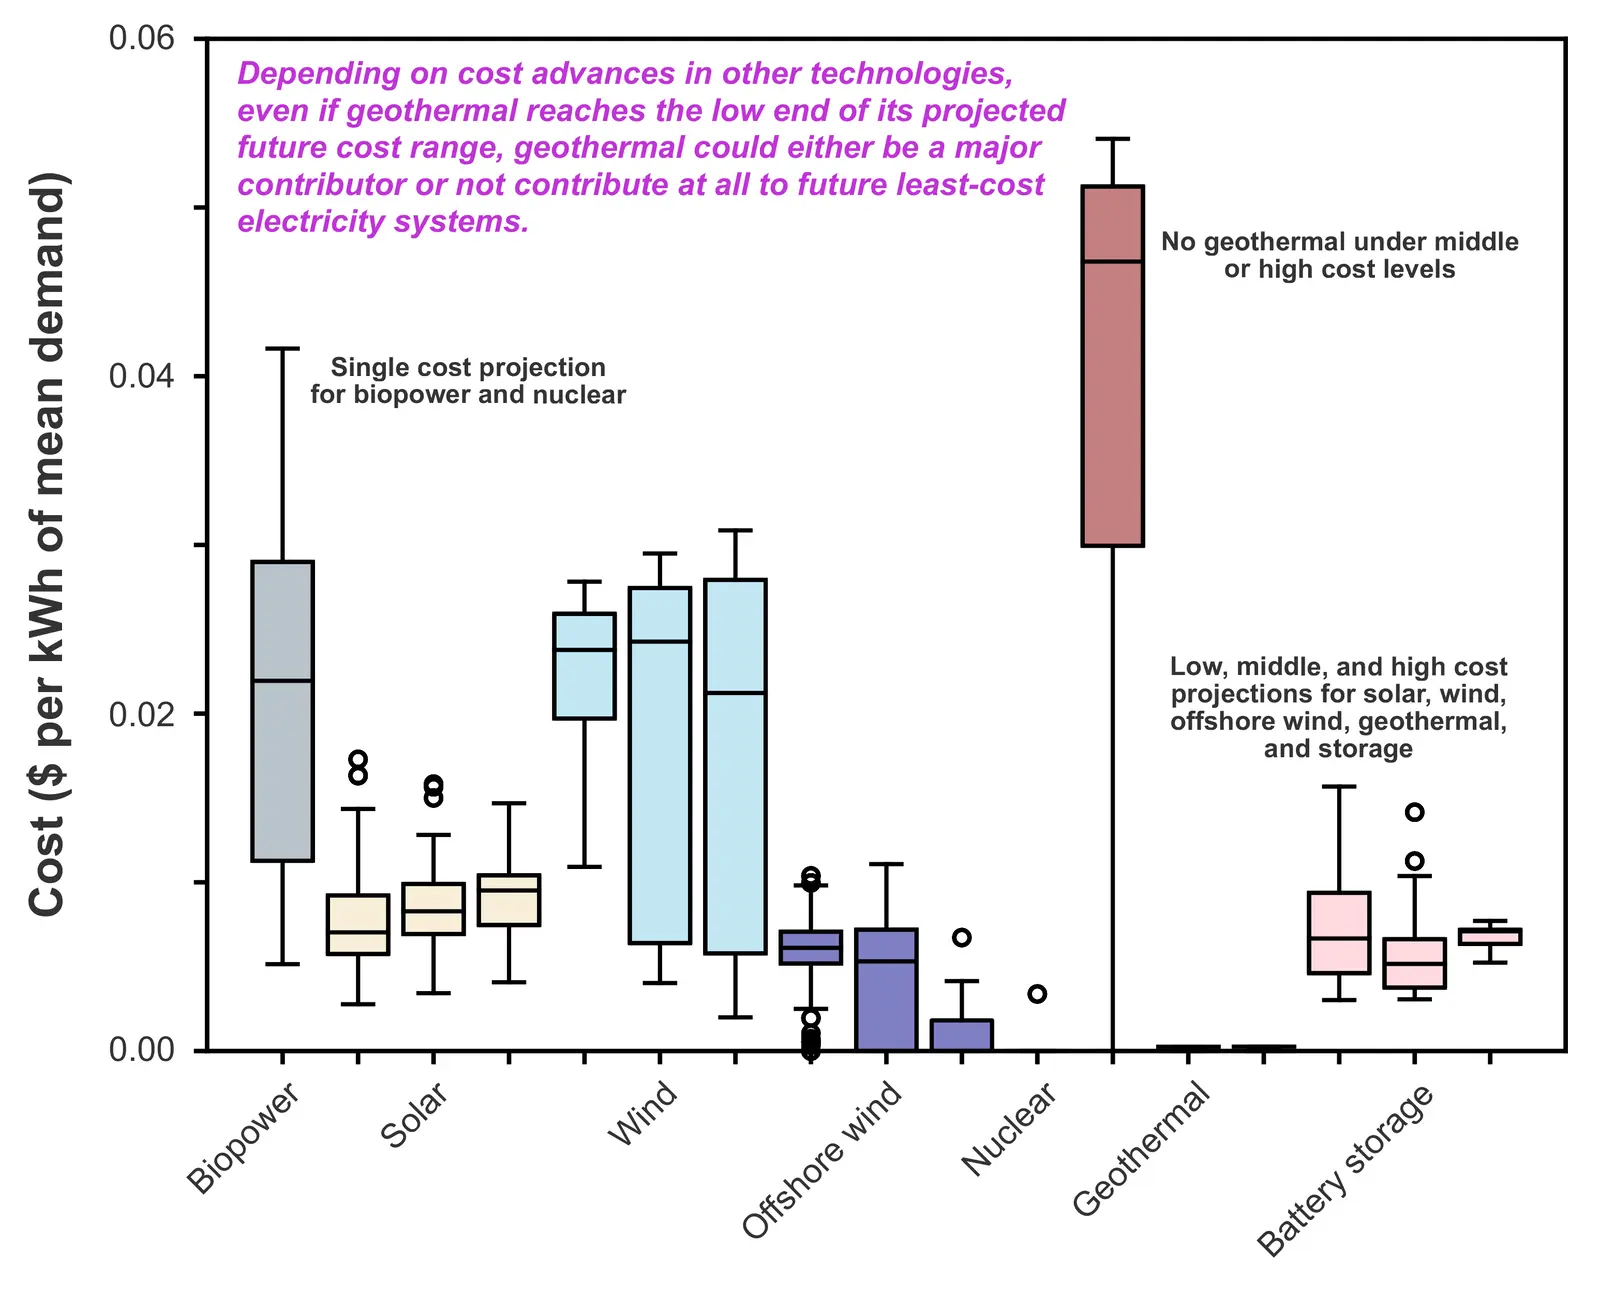 0.06
Depending on cost advances in other technologies,
even if geothermal reaches the low end of its projected
future cost range, geothermal could either be a major
contributor or not contribute at all to future least-cost
electricity systems.
No geothermal under middle
or high cost levels
Single cost projection
for biopower and nuclear
0.04
Cost ($ per kWh of mean demand)
Low, middle, and high cost
projections for solar, wind,
offshore wind, geothermal,
and storage
0.02
0.00
Biopower
Solar
Wind
Offshore wind
Nuclear
Geothermal
Battery storage